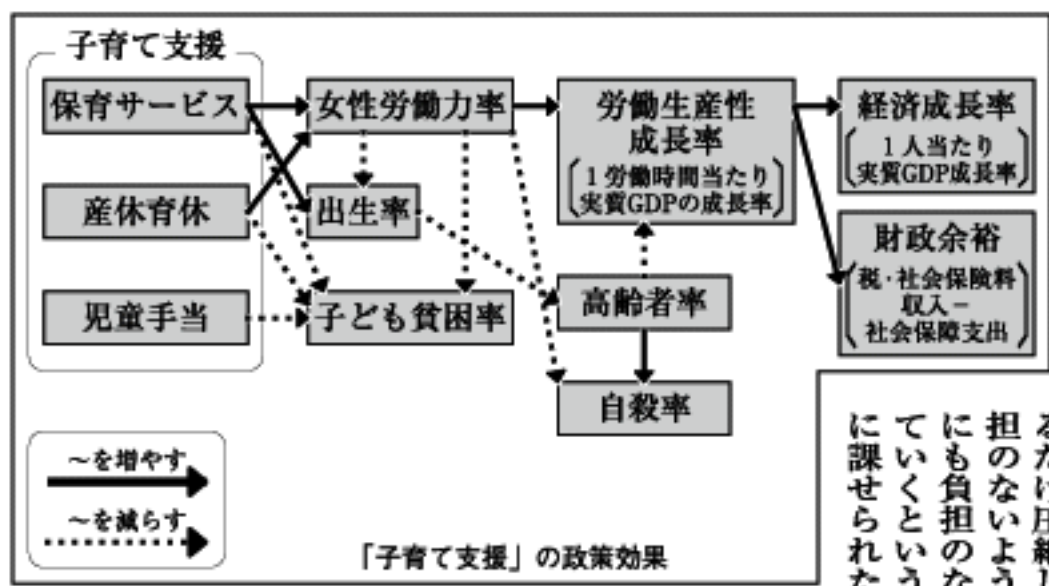 子育て支援
保育サービス
産休育休
児童手当
女性労働力率
出生率
子ども貧困率
労働生産性
成長率
1労働時間当たり
実質GDPの成長率
高齢者率
自殺率
経済成長率
1人当たり
実質GDP成長率
財政余裕
税・社会保険料
収入−
社会保障支出
〜を増やす
〜を減らす
「子育て支援」の政策効果
担のないよう
にも負担のな
ていくという
に課せられた